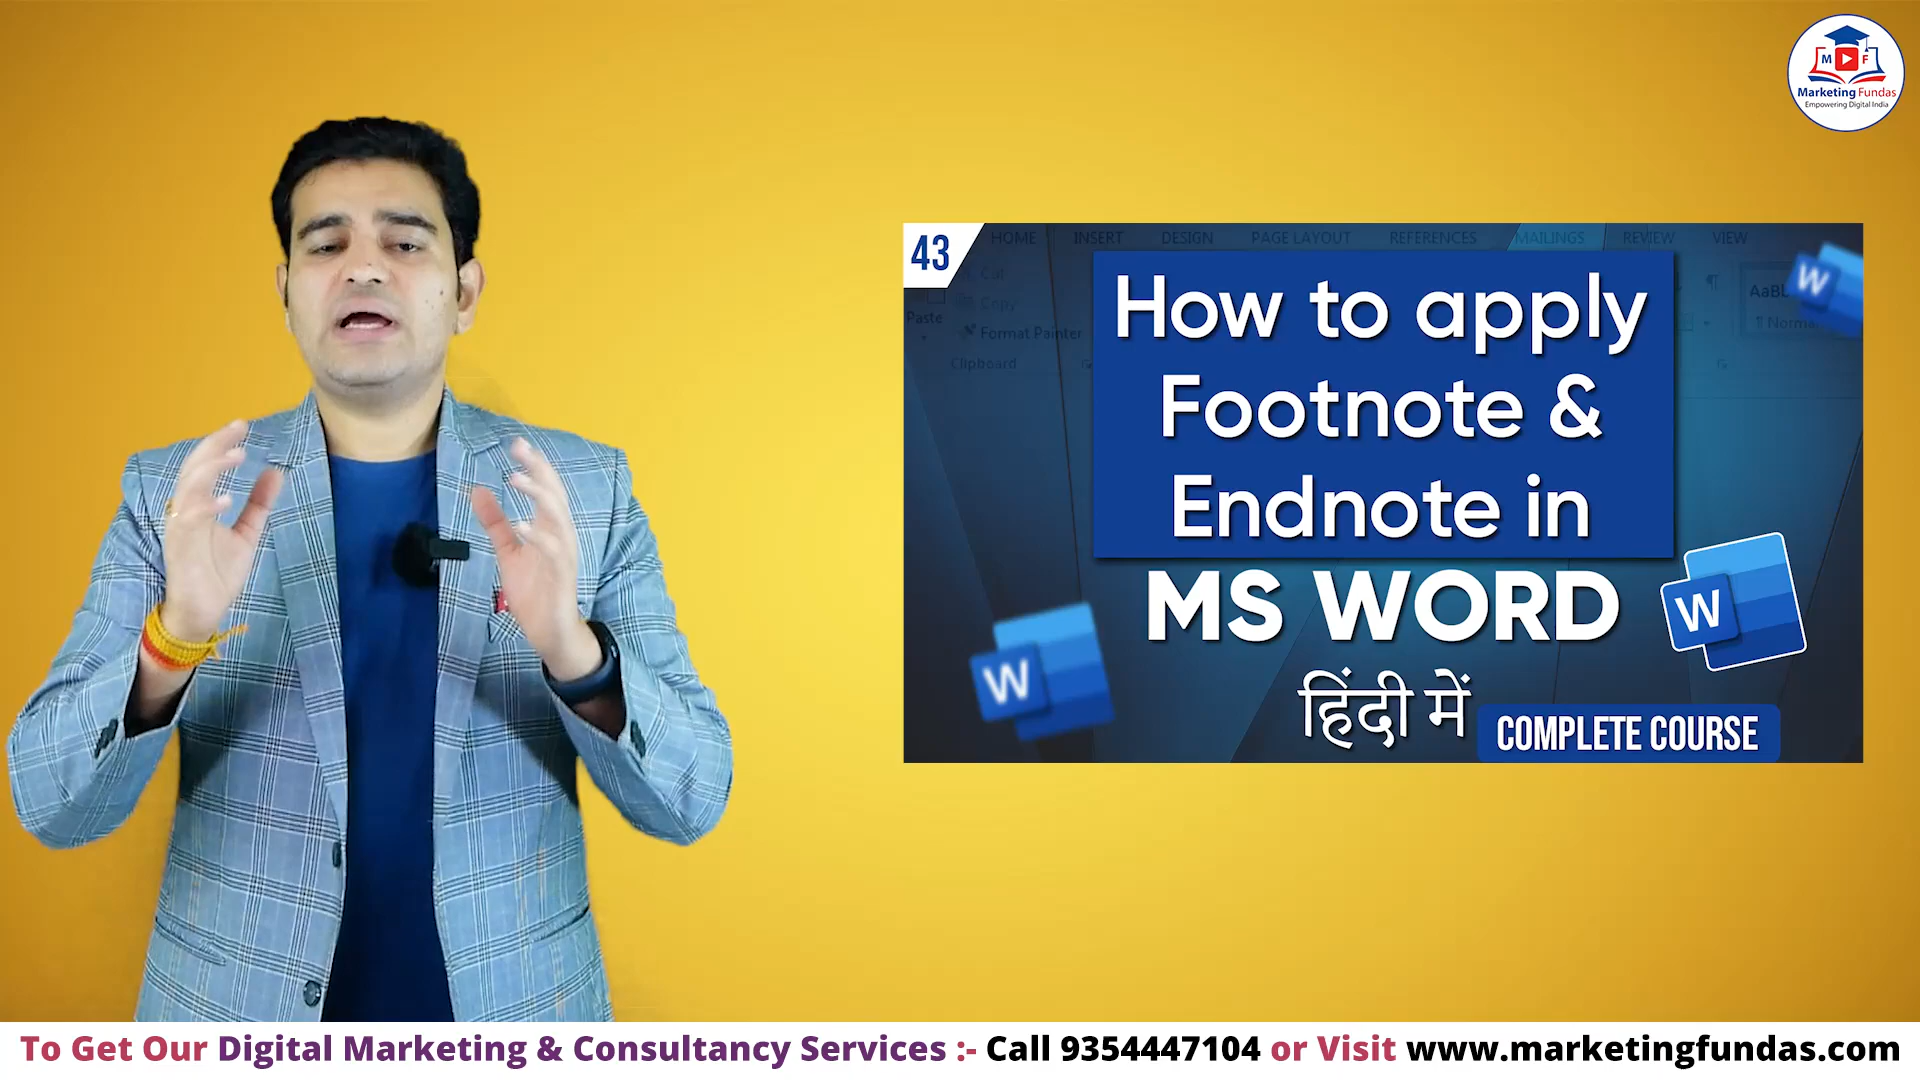 M F
Marketing Fundas
Empowering Digital India
43
HOME INSERT DESIGN PAGE LAYOUT REFERENCES MAILINGS REVIEW VIEW
Cut
Copy
Paste
Format Painter
Clipboard
How to apply
Footnote &
Endnote in
MS WORD
हिंदी में
COMPLETE COURSE
W
W
W
To Get Our Digital Marketing & Consultancy Services :- Call 9354447104 or Visit www.marketingfundas.com